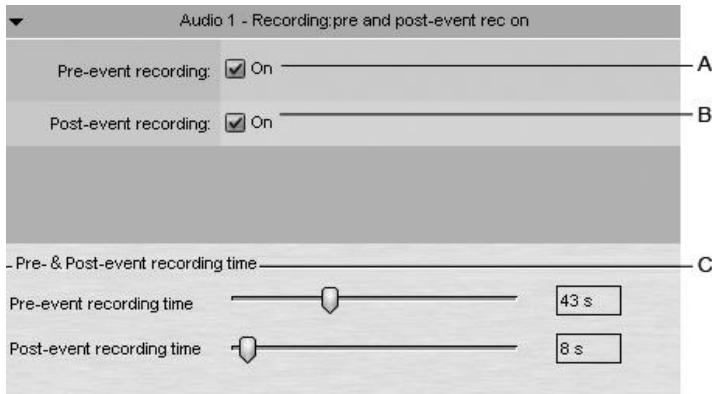 Audio 1 - Recording:pre and post-event rec on
Pre-event recording: On A
Post-event recording: On B
Pre- & Post-event recording time C
Pre-event recording time 43 s
Post-event recording time 8 s